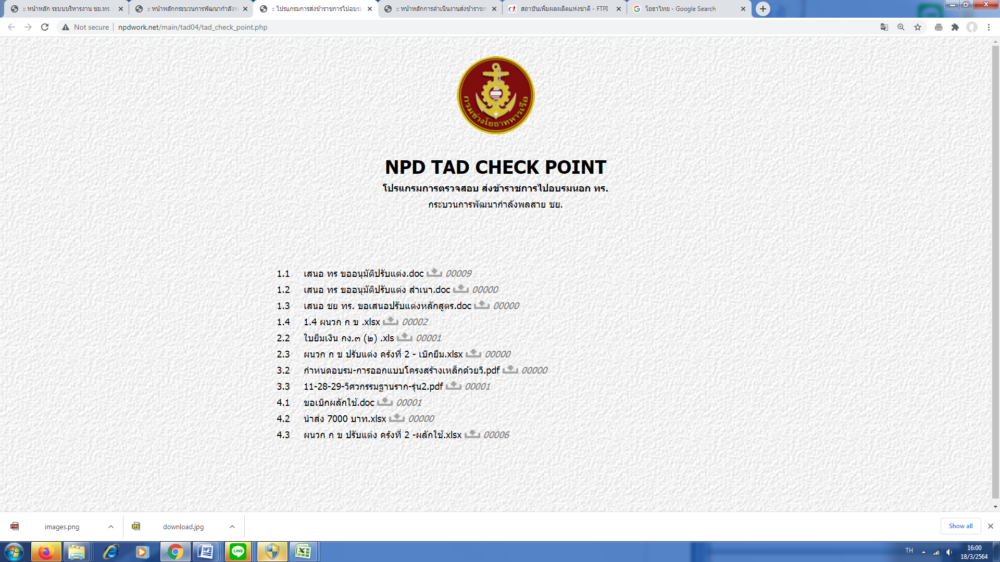 :: หน้าหลัก ระบบบริหารงาน ชย.ทร.
:: หน้าหลักกระบวนการพัฒนากำลังพ
:: โปรแกรมการส่งข้าราชการไปอบรม
:: หน้าหลักการดำเนินงานส่งข้าราชก
สถาบันเพิ่มผลผลิตแห่งชาติ - FTPI
โยธาไทย - Google Search
Not secure
npdwork.net/main/tad04/tad_check_point.php
กรมช่างโยธาทหารเรือ
NPD TAD CHECK POINT
โปรแกรมการตรวจสอบ ส่งข้าราชการไปอบรมนอก ทร.
กระบวนการพัฒนากำลังพลสาย ชย.
1.1 เสนอ ทร ขออนุมัติปรับแต่ง.doc 00009
1.2 เสนอ ทร ขออนุมัติปรับแต่ง สำเนา.doc 00000
1.3 เสนอ ชย ทร. ขอเสนอปรับแต่งหลักสูตร.doc 00000
1.4 1.4 ผนวก ก ข .xlsx 00002
2.2 ใบยืมเงิน กง.๓ (๒) .xls 00001
2.3 ผนวก ก ข ปรับแต่ง ครั้งที่ 2 - เบิกยืม.xlsx 00000
3.2 กำหนดอบรม-การออกแบบโครงสร้างเหล็กด้วยวิ.pdf 00000
3.3 11-28-29-วิศวกรรมฐานราก-รุ่น2.pdf 00001
4.1 ขอเบิกผลักใช้.doc 00001
4.2 นำส่ง 7000 บาท.xlsx 00000
4.3 ผนวก ก ข ปรับแต่ง ครั้งที่ 2 -ผลักใช้.xlsx 00006
PNG images.png
JPG download.jpg
Show all
LINE
TH
16:00
18/3/2564